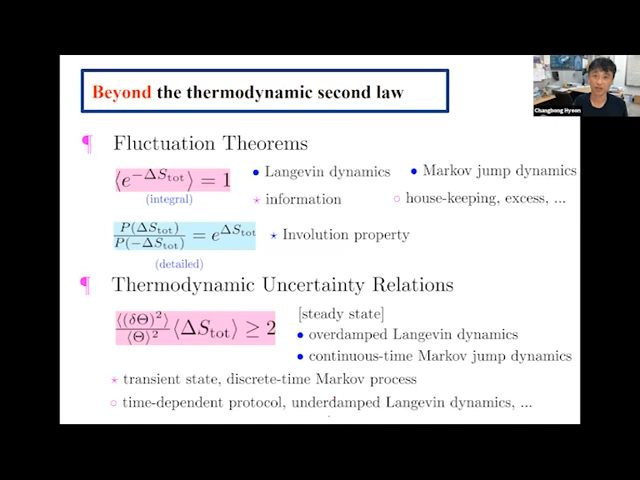 Beyond the thermodynamic second law
Changbong Hyeon
¶ Fluctuation Theorems
⟨e^{−ΔS_tot}⟩ = 1
(integral)
• Langevin dynamics
• Markov jump dynamics
⋆ information
○ house-keeping, excess, ...
P(ΔS_tot)/P(−ΔS_tot) = e^{ΔS_tot}
(detailed)
⋆ Involution property
¶ Thermodynamic Uncertainty Relations
⟨(δΘ)²⟩/⟨Θ⟩² ⟨ΔS_tot⟩ ≥ 2
[steady state]
• overdamped Langevin dynamics
• continuous-time Markov jump dynamics
⋆ transient state, discrete-time Markov process
○ time-dependent protocol, underdamped Langevin dynamics, ...